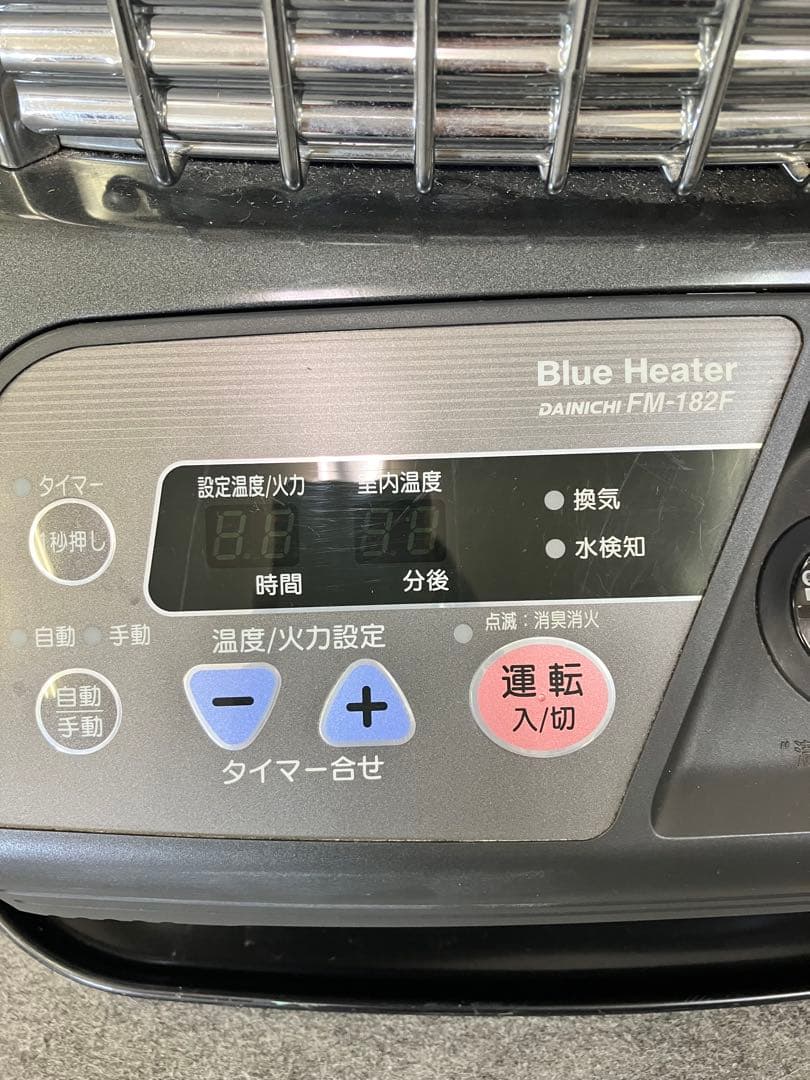 Blue Heater
DAINICHI FM-182F
タイマー
1秒押し
設定温度/火力
室内温度
換気
水検知
時間
分後
自動
手動
温度/火力設定
点滅:消臭消火
自動
手動
−
+
運転
入/切
タイマー合せ